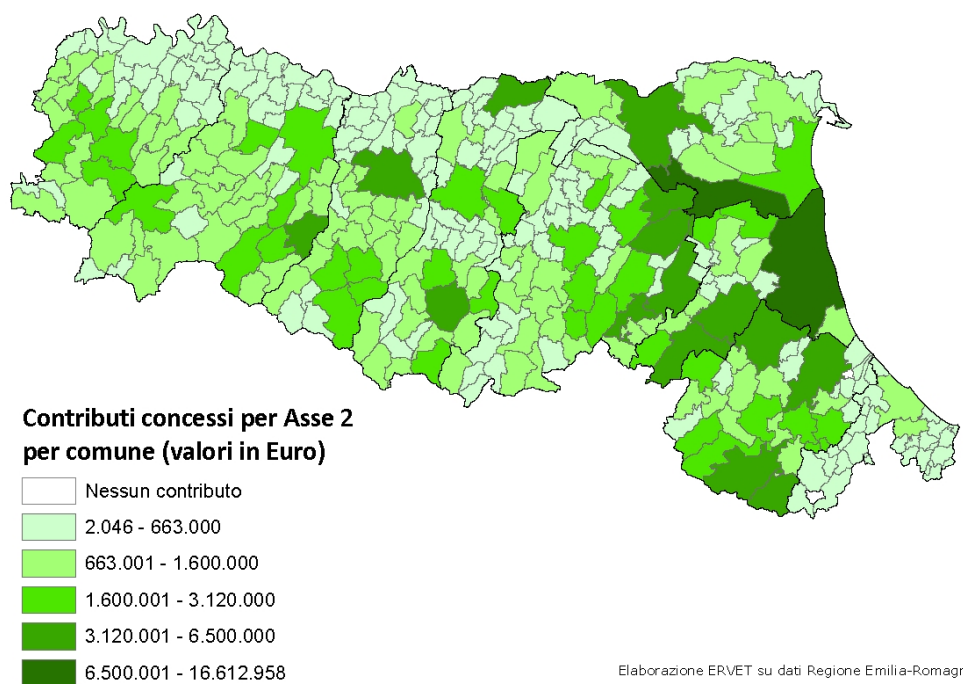 Contributi concessi per Asse 2
per comune (valori in Euro)
Nessun contributo
2.046 - 663.000
663.001 - 1.600.000
1.600.001 - 3.120.000
3.120.001 - 6.500.000
6.500.001 - 16.612.958
Elaborazione ERVET su dati Regione Emilia-Romagr